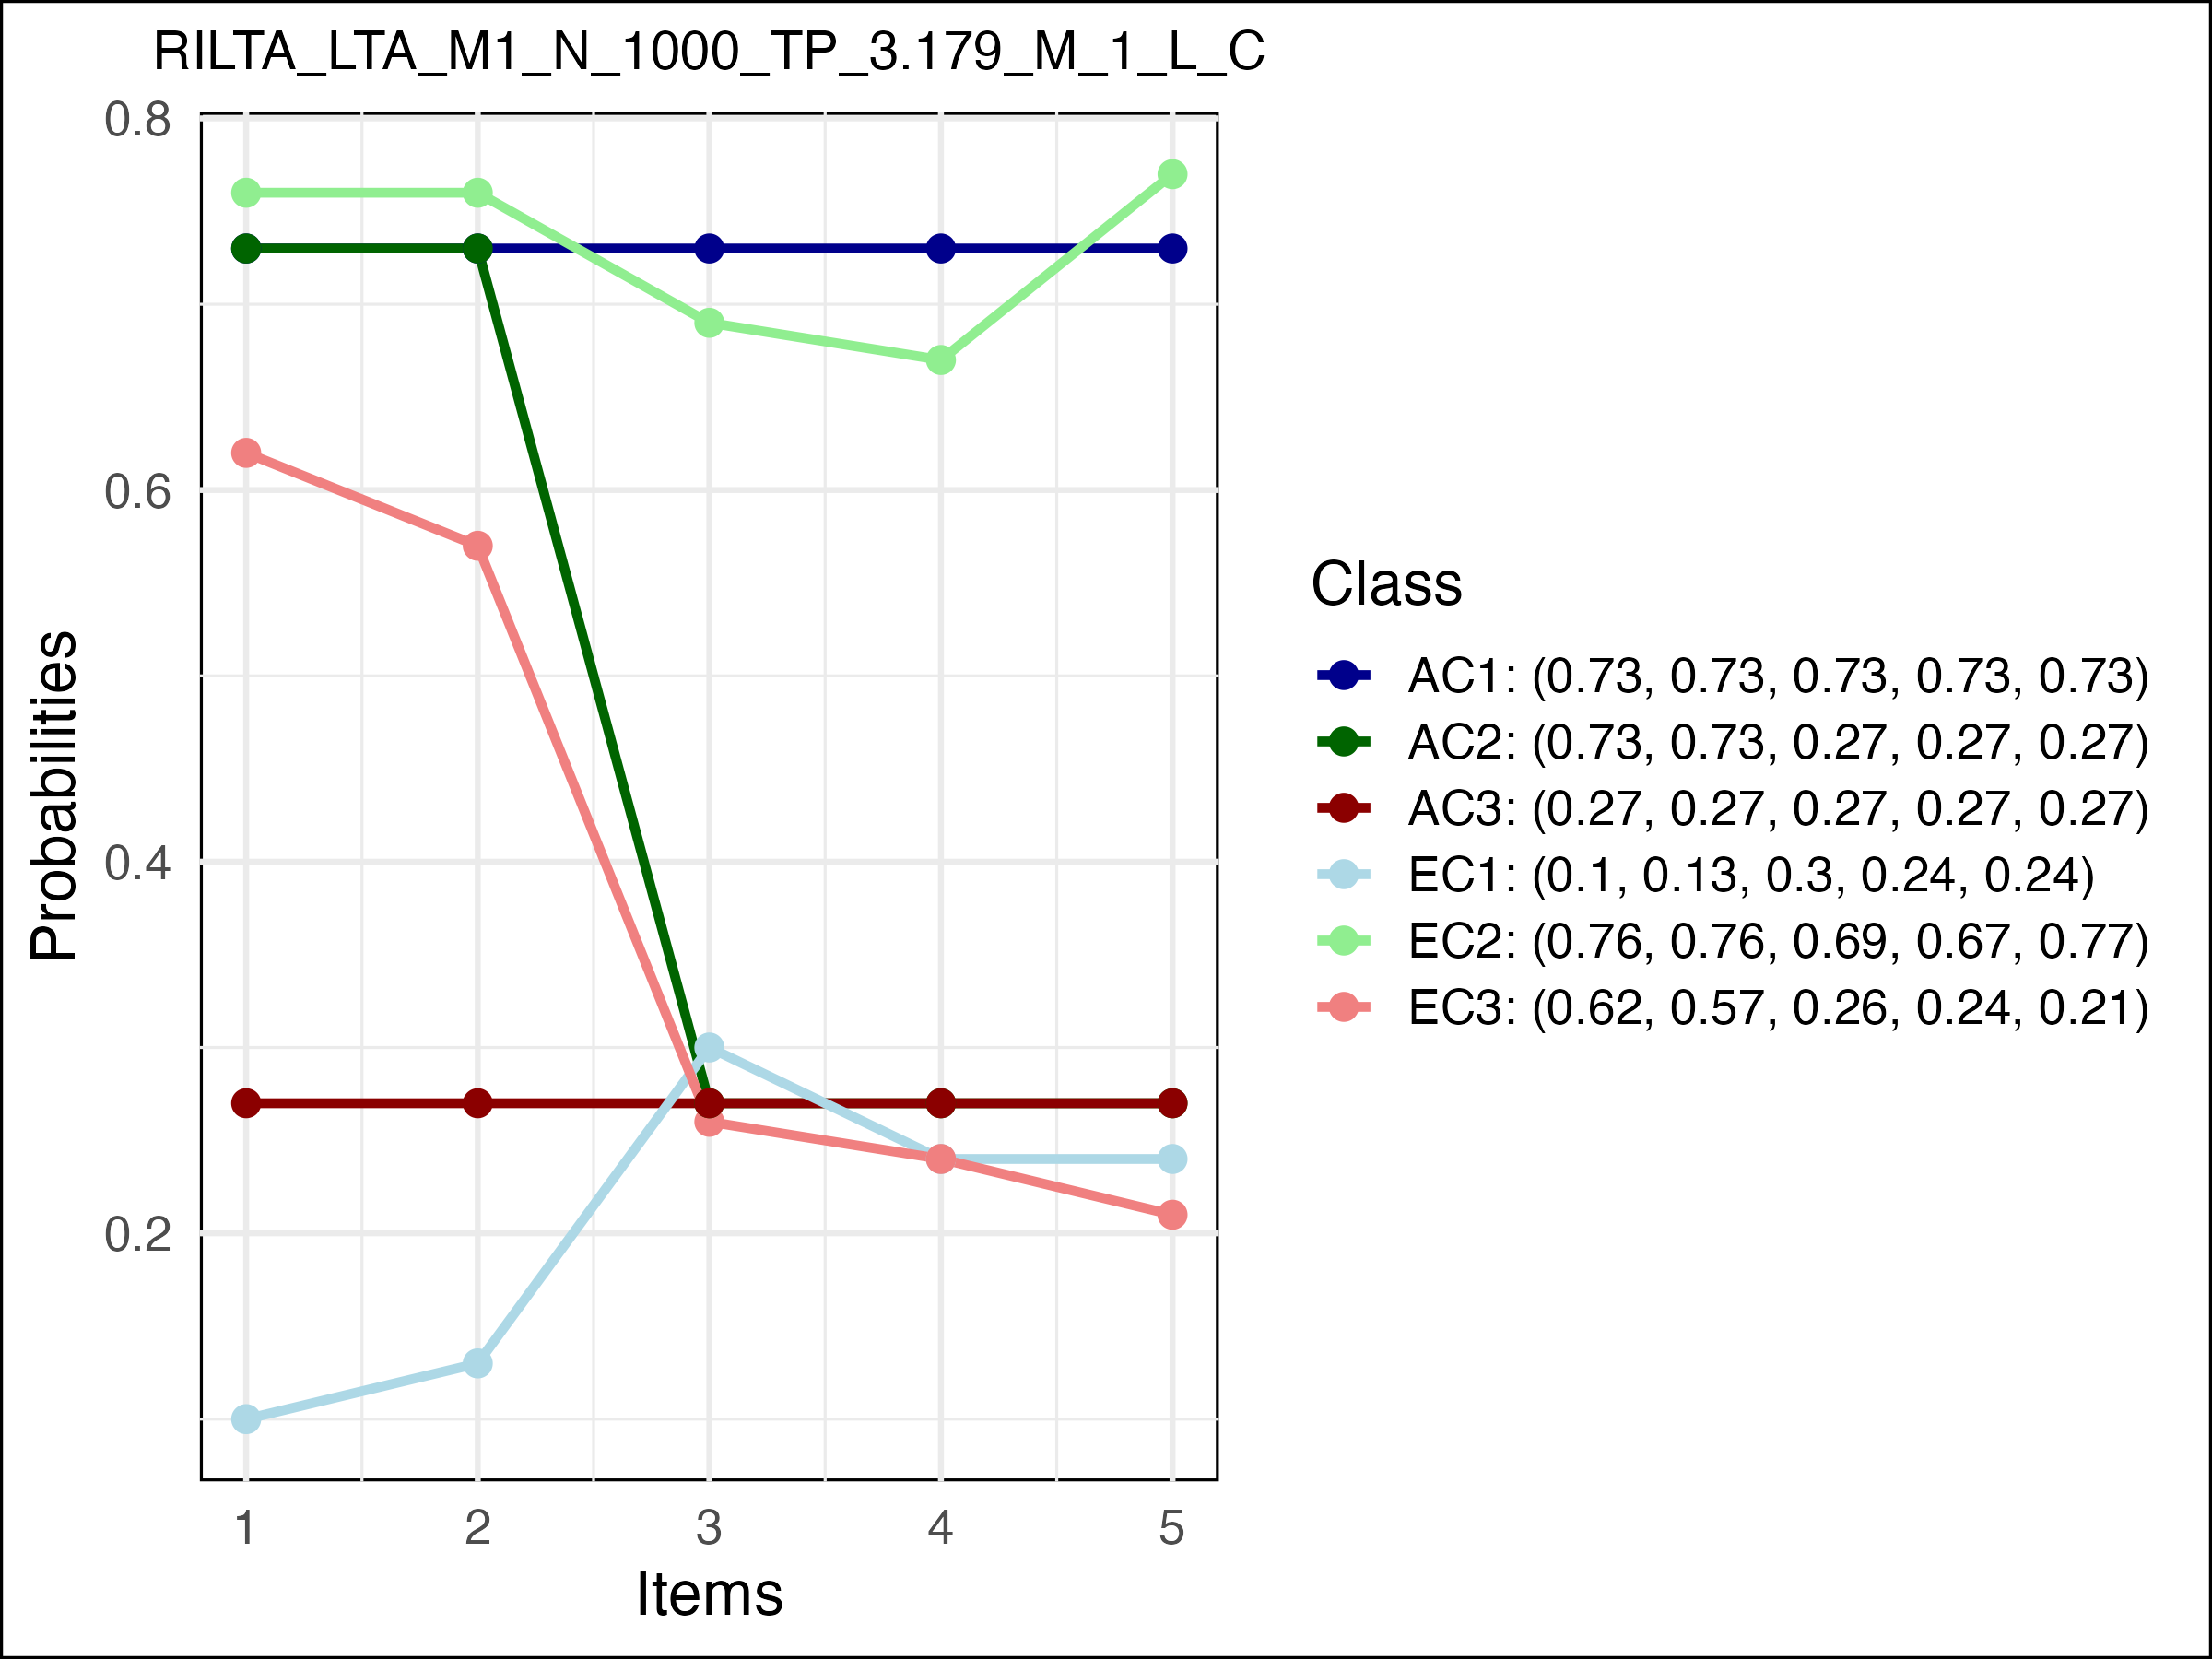 RILTA_LTA_M1_N_1000_TP_3.179_M_1_L_C
0.8
0.6
0.4
0.2
Probabilities
1 2 3 4 5
Items
Class
AC1: (0.73, 0.73, 0.73, 0.73, 0.73)
AC2: (0.73, 0.73, 0.27, 0.27, 0.27)
AC3: (0.27, 0.27, 0.27, 0.27, 0.27)
EC1: (0.1, 0.13, 0.3, 0.24, 0.24)
EC2: (0.76, 0.76, 0.69, 0.67, 0.77)
EC3: (0.62, 0.57, 0.26, 0.24, 0.21)